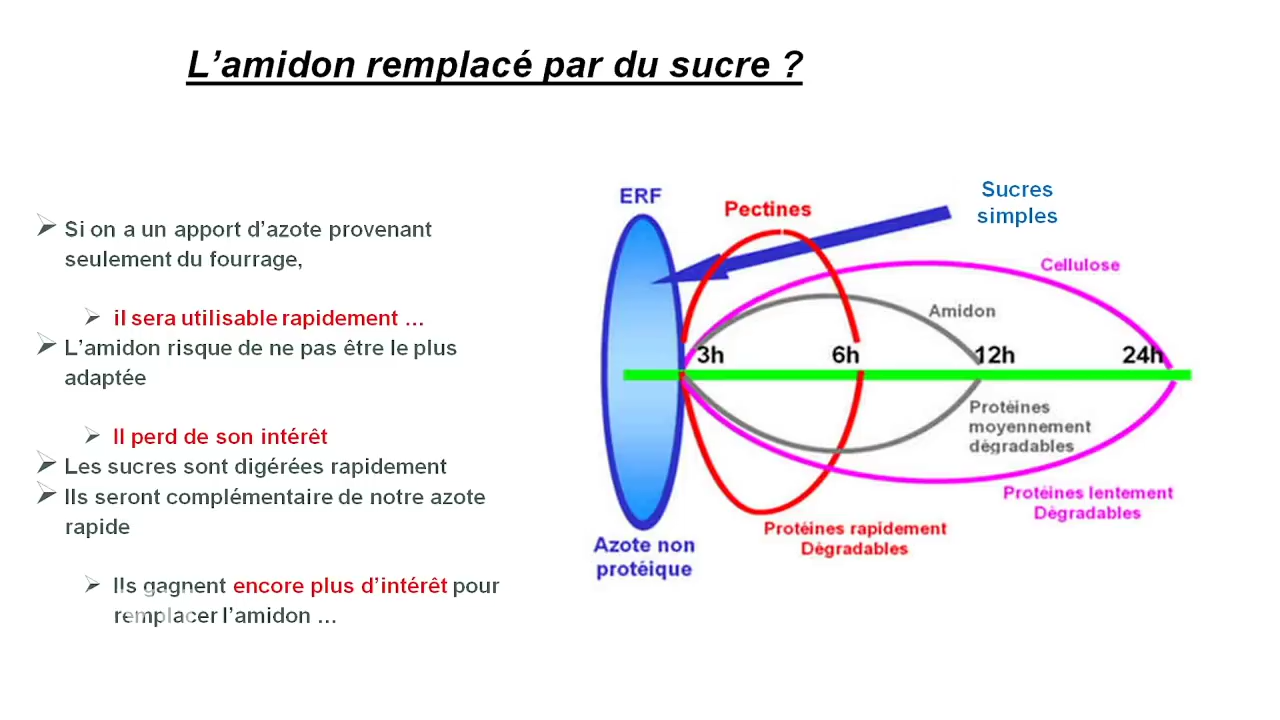 L’amidon remplacé par du sucre ?
Si on a un apport d’azote provenant
seulement du fourrage,
il sera utilisable rapidement …
L’amidon risque de ne pas être le plus
adaptée
Il perd de son intérêt
Les sucres sont digérées rapidement
Ils seront complémentaire de notre azote
rapide
Ils gagnent encore plus d’intérêt pour
remplacer l’amidon …
ERF
Pectines
Sucres
simples
Cellulose
Amidon
3h 6h 12h 24h
Protéines
moyennement
dégradables
Protéines lentement
Dégradables
Protéines rapidement
Dégradables
Azote non
protéique